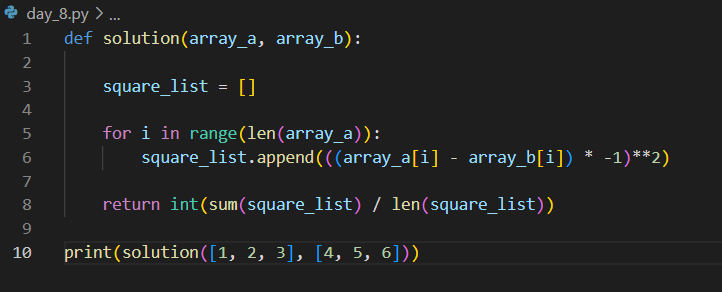 day_8.py > ...
1 def solution(array_a, array_b):
2
3     square_list = []
4
5     for i in range(len(array_a)):
6         square_list.append(((array_a[i] - array_b[i]) * -1)**2)
7
8     return int(sum(square_list) / len(square_list))
9
10 print(solution([1, 2, 3], [4, 5, 6]))